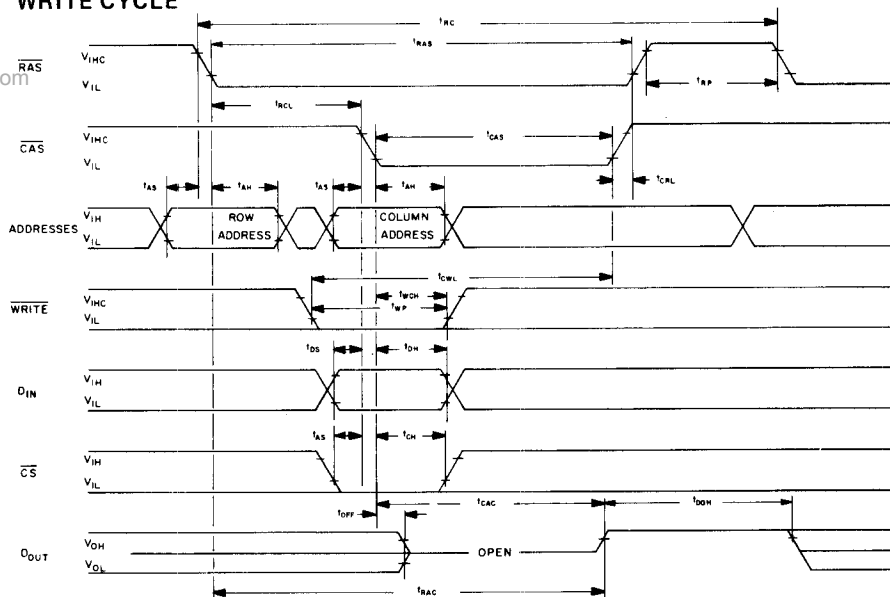 WRITE CYCLE
tRC
RAS VIHC tRAS
om
VIL tRP
tRCL
CAS VIHC tCAS
VIL
tAS tAH tAS tAH tCRL
ADDRESSES VIH ROW ADDRESS COLUMN ADDRESS
VIL
tCWL
WRITE VIHC tWCH
VIL tWP
tDS tDH
DIN VIH
VIL
tAS tCH
CS VIH
VIL
tCAC tDOH
tOFF
DOUT VOH OPEN
VOL
tRAC